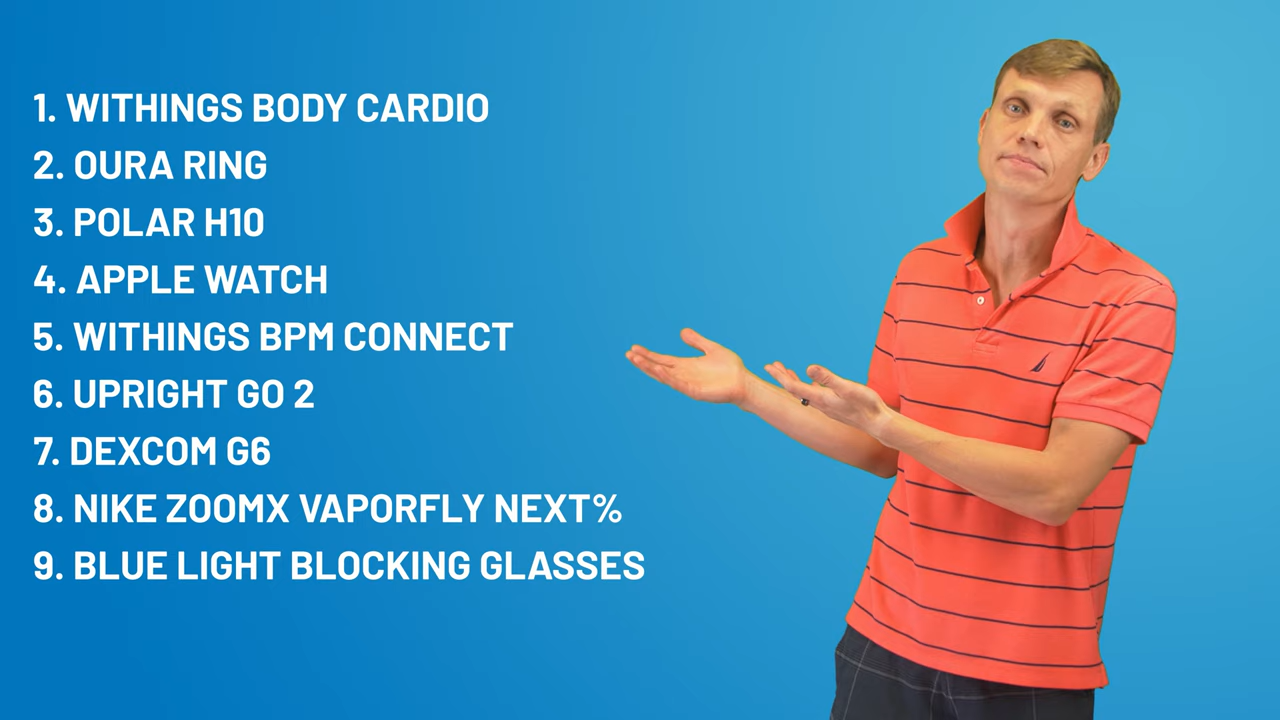 1. WITHINGS BODY CARDIO
2. OURA RING
3. POLAR H10
4. APPLE WATCH
5. WITHINGS BPM CONNECT
6. UPRIGHT GO 2
7. DEXCOM G6
8. NIKE ZOOMX VAPORFLY NEXT%
9. BLUE LIGHT BLOCKING GLASSES